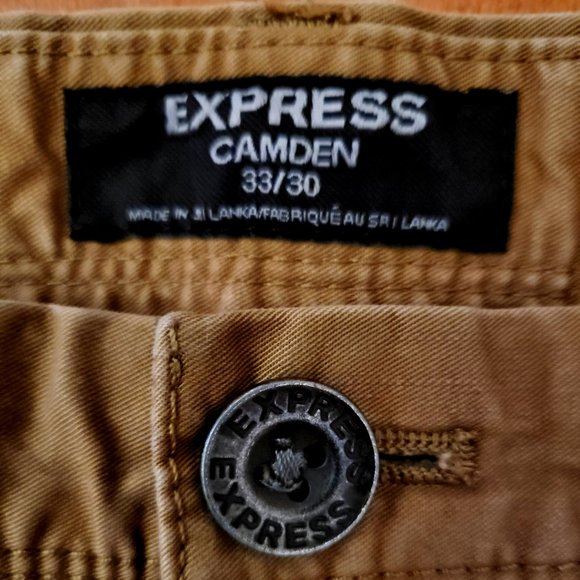 EXPRESS
CAMDEN
33/30
MADE IN SRI LANKA/FABRIQUÉ AU SRI LANKA
EXPRESS
EXPRESS